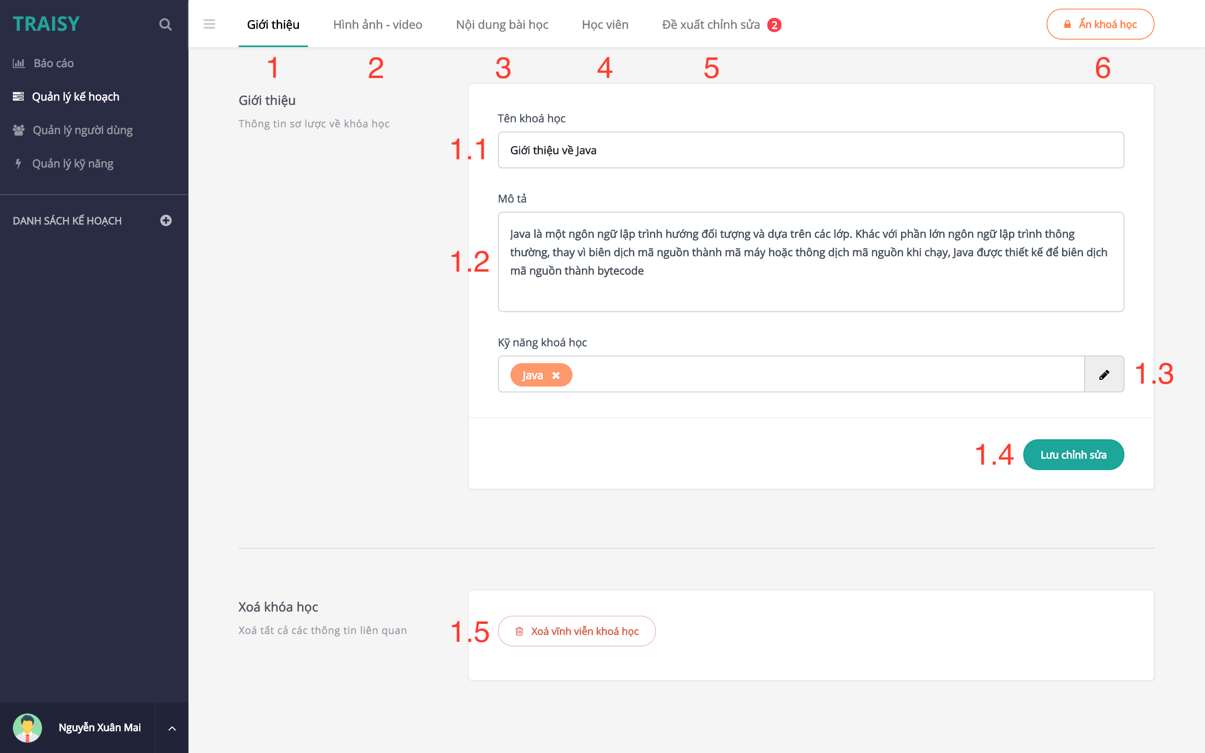 TRAISY
Báo cáo
Quản lý kế hoạch
Quản lý người dùng
Quản lý kỹ năng
DANH SÁCH KẾ HOẠCH
Nguyễn Xuân Mai
Giới thiệu Hình ảnh - video Nội dung bài học Học viên Đề xuất chỉnh sửa 2 Ẩn khoá học
1 2 3 4 5 6
Giới thiệu
Thông tin sơ lược về khóa học
Tên khoá học
1.1 Giới thiệu về Java
Mô tả
1.2
Java là một ngôn ngữ lập trình hướng đối tượng và dựa trên các lớp. Khác với phần lớn ngôn ngữ lập trình thông
thường, thay vì biên dịch mã nguồn thành mã máy hoặc thông dịch mã nguồn khi chạy, Java được thiết kế để biên dịch
mã nguồn thành bytecode
Kỹ năng khoá học
Java 1.3
1.4 Lưu chỉnh sửa
Xoá khóa học
Xoá tất cả các thông tin liên quan
1.5 Xoá vĩnh viễn khoá học